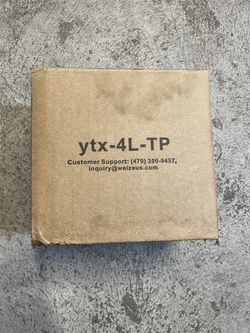 ytx-4L-TP
Customer Support: (470) 300-9457,
inquiry@weizeus.com